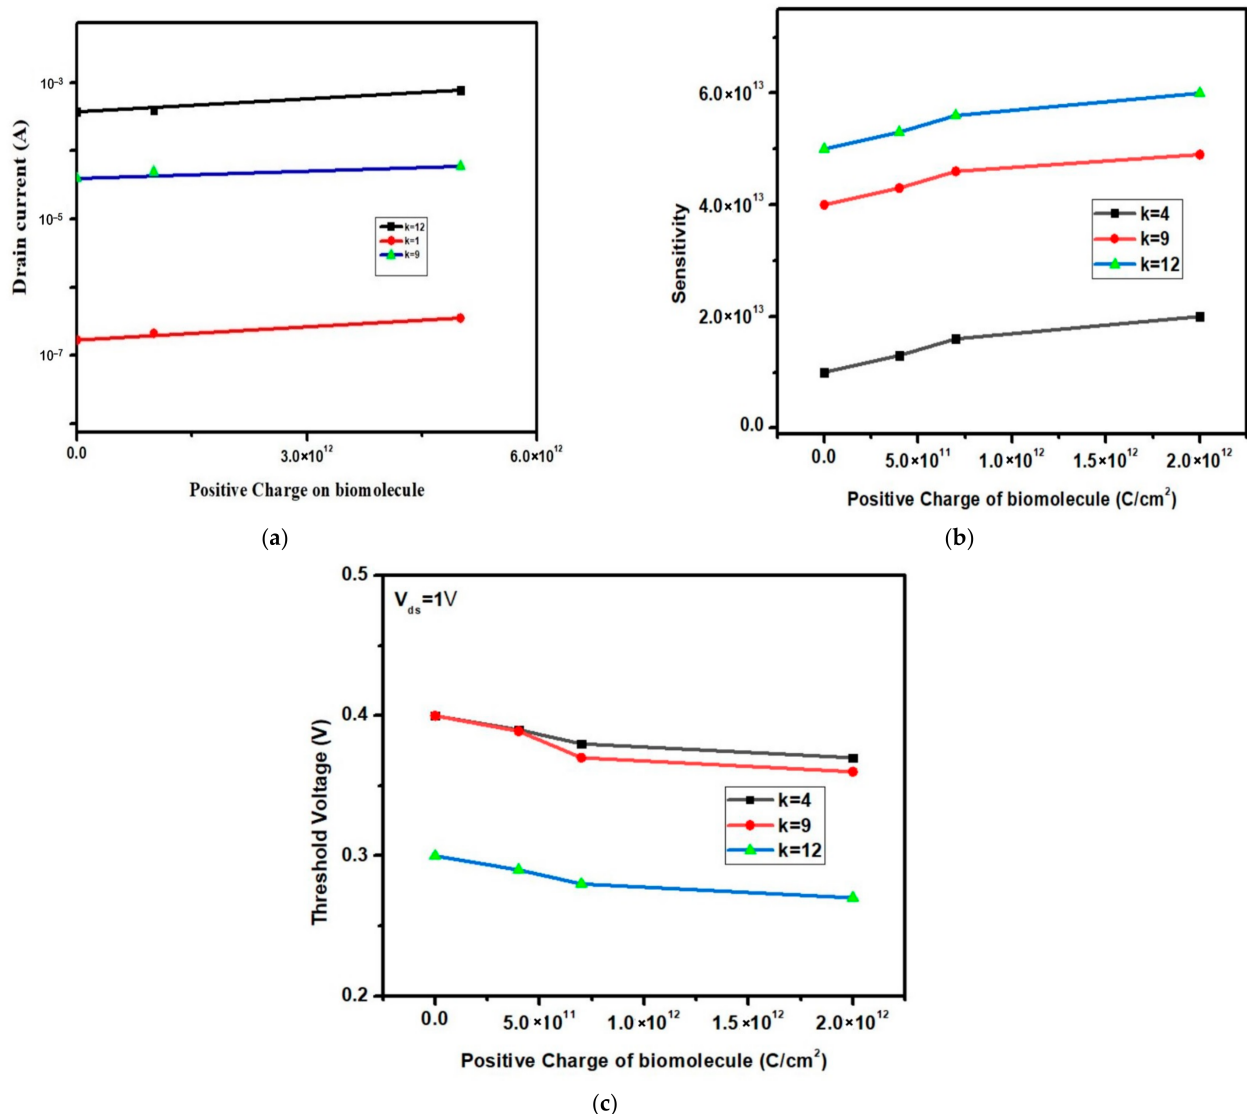 10⁻³
10⁻⁵
10⁻⁷
Drain current (A)
k=12
k=1
k=9
0.0
3.0×10¹²
6.0×10¹²
Positive Charge on biomolecule
(a)
6.0×10¹³
4.0×10¹³
2.0×10¹³
0.0
Sensitivity
k=4
k=9
k=12
0.0
5.0×10¹¹
1.0×10¹²
1.5×10¹²
2.0×10¹²
Positive Charge of biomolecule (C/cm²)
(b)
0.5
0.4
0.3
0.2
Threshold Voltage (V)
V_ds=1V
k=4
k=9
k=12
0.0
5.0×10¹¹
1.0×10¹²
1.5×10¹²
2.0×10¹²
Positive Charge of biomolecule (C/cm²)
(c)